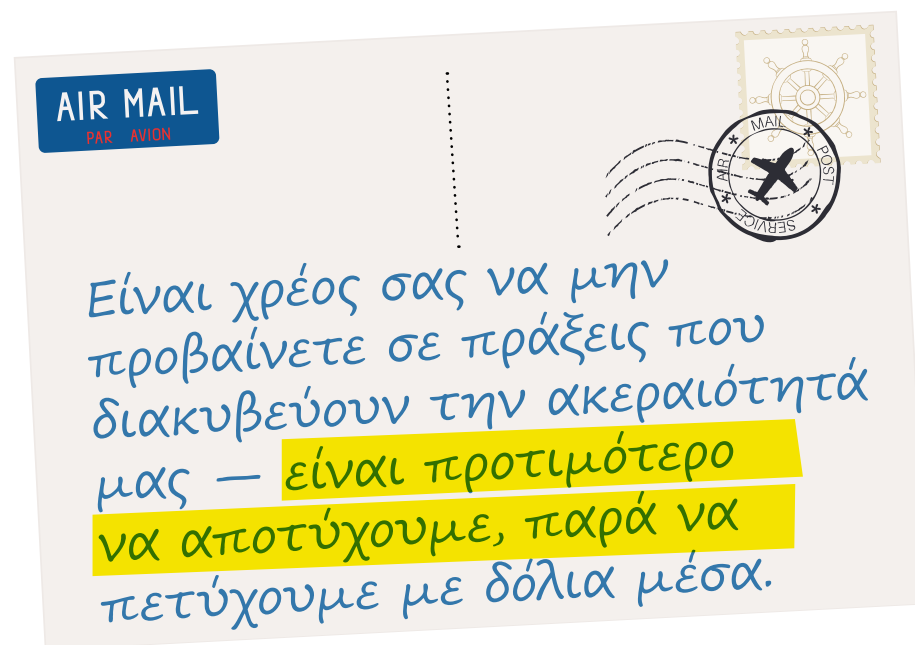 AIR MAIL
PAR AVION
AIR MAIL POST
SERVICE
Είναι χρέος σας να μην
προβαίνετε σε πράξεις που
διακυβεύουν την ακεραιότητά
μας — είναι προτιμότερο
να αποτύχουμε, παρά να
πετύχουμε με δόλια μέσα.